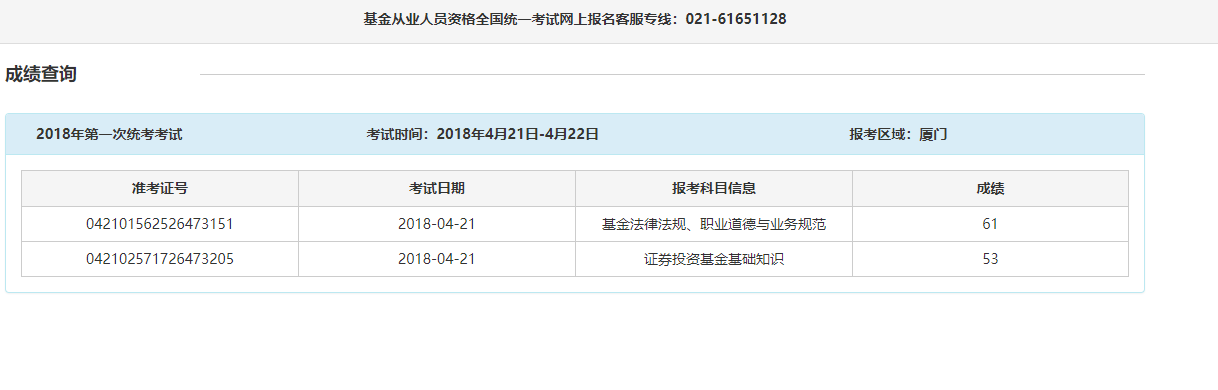 基金从业人员资格全国统一考试网上报名客服专线：021-61651128
成绩查询
2018年第一次统考考试 考试时间：2018年4月21日-4月22日 报考区域：厦门
准考证号 考试日期 报考科目信息 成绩
042101562526473151 2018-04-21 基金法律法规、职业道德与业务规范 61
042102571726473205 2018-04-21 证券投资基金基础知识 53